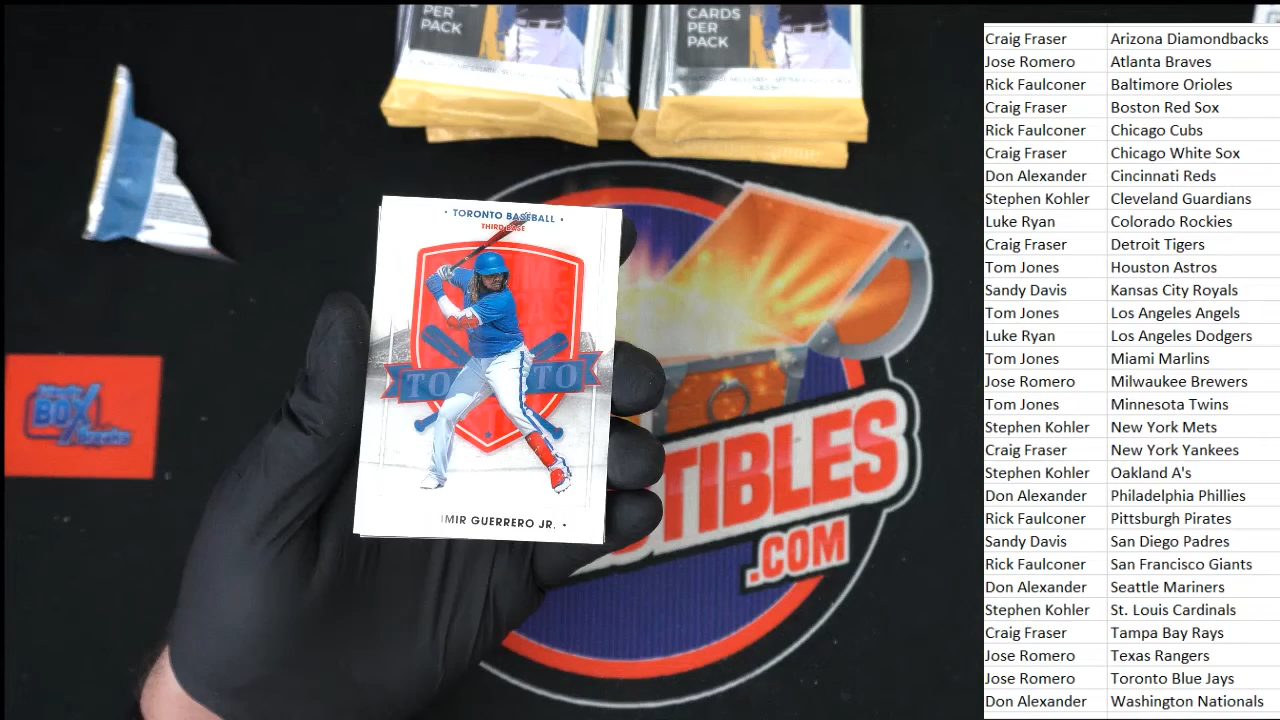 CARDS
PER
PACK
CARDS
PER
PACK
• TORONTO BASEBALL •
THIRD BASE
TO TO
IMIR GUERRERO JR. •
BOX
Breaks
TIBLES
.COM
Craig Fraser Arizona Diamondbacks
Jose Romero Atlanta Braves
Rick Faulconer Baltimore Orioles
Craig Fraser Boston Red Sox
Rick Faulconer Chicago Cubs
Craig Fraser Chicago White Sox
Don Alexander Cincinnati Reds
Stephen Kohler Cleveland Guardians
Luke Ryan Colorado Rockies
Craig Fraser Detroit Tigers
Tom Jones Houston Astros
Sandy Davis Kansas City Royals
Tom Jones Los Angeles Angels
Luke Ryan Los Angeles Dodgers
Tom Jones Miami Marlins
Jose Romero Milwaukee Brewers
Tom Jones Minnesota Twins
Stephen Kohler New York Mets
Craig Fraser New York Yankees
Stephen Kohler Oakland A's
Don Alexander Philadelphia Phillies
Rick Faulconer Pittsburgh Pirates
Sandy Davis San Diego Padres
Rick Faulconer San Francisco Giants
Don Alexander Seattle Mariners
Stephen Kohler St. Louis Cardinals
Craig Fraser Tampa Bay Rays
Jose Romero Texas Rangers
Jose Romero Toronto Blue Jays
Don Alexander Washington Nationals